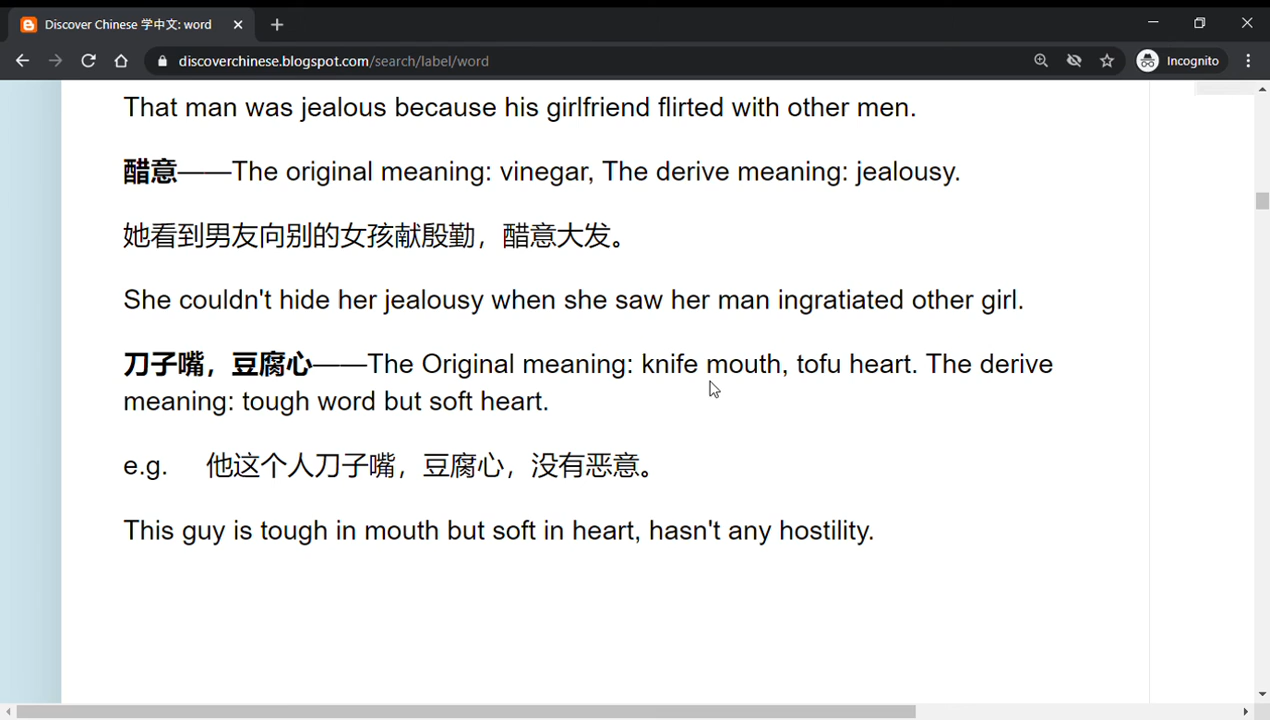 Discover Chinese 学中文: word
discoverchinese.blogspot.com/search/label/word
Incognito
That man was jealous because his girlfriend flirted with other men.
醋意——The original meaning: vinegar, The derive meaning: jealousy.
她看到男友向别的女孩献殷勤，醋意大发。
She couldn't hide her jealousy when she saw her man ingratiated other girl.
刀子嘴，豆腐心——The Original meaning: knife mouth, tofu heart. The derive
meaning: tough word but soft heart.
e.g. 他这个人刀子嘴，豆腐心，没有恶意。
This guy is tough in mouth but soft in heart, hasn't any hostility.